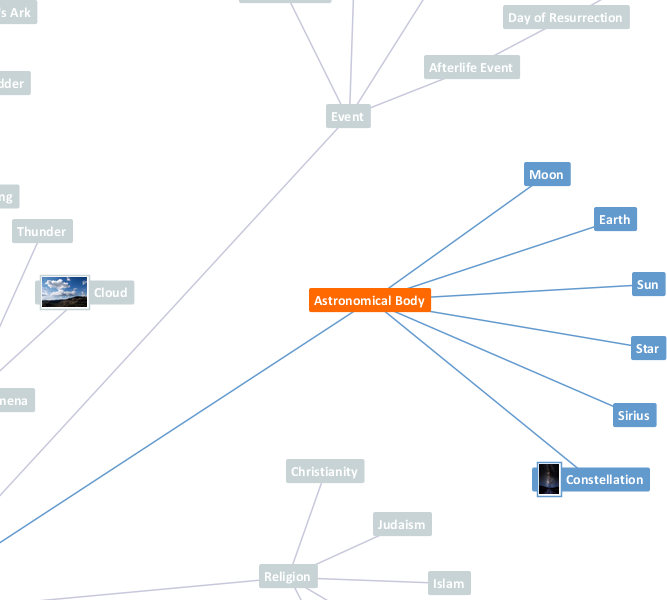 's Ark
Day of Resurrection
Afterlife Event
dder
Event
Moon
ng
Earth
Thunder
Sun
Cloud
Astronomical Body
Star
nena
Sirius
Christianity
Constellation
Judaism
Religion
Islam